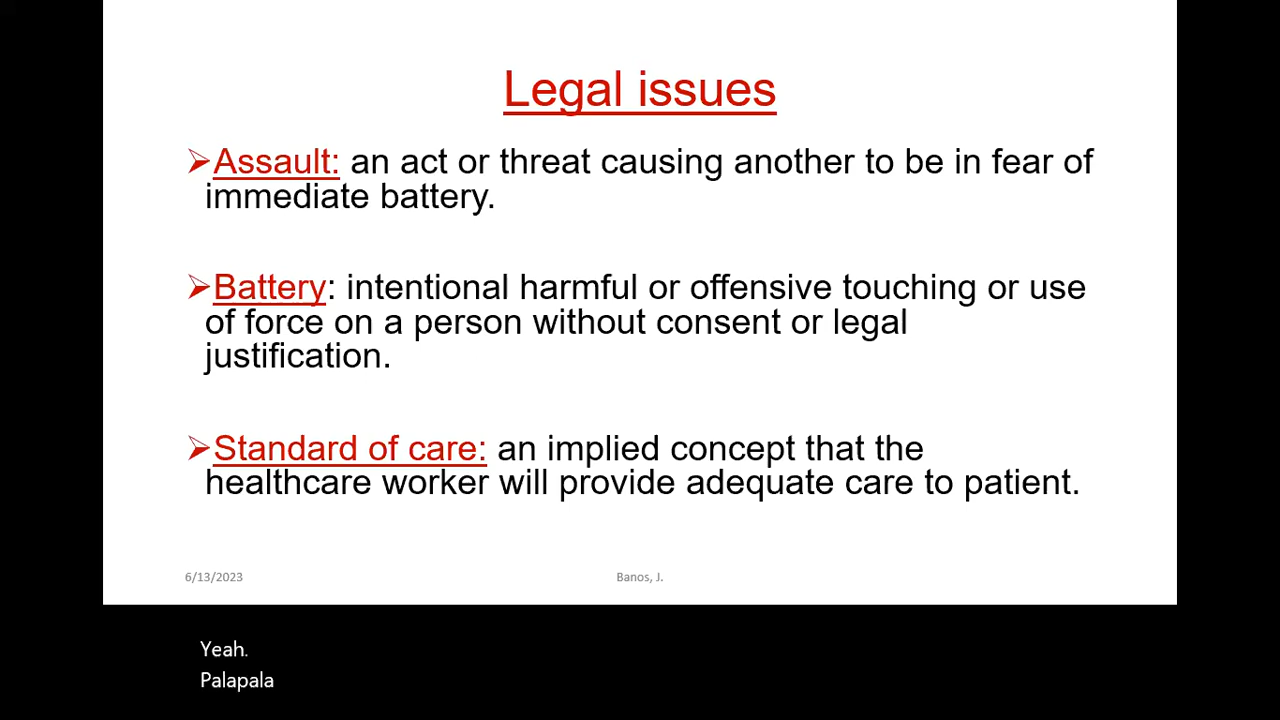 Legal issues
➢Assault: an act or threat causing another to be in fear of
immediate battery.
➢Battery: intentional harmful or offensive touching or use
of force on a person without consent or legal
justification.
➢Standard of care: an implied concept that the
healthcare worker will provide adequate care to patient.
6/13/2023 Banos, J.
Yeah.
Palapala